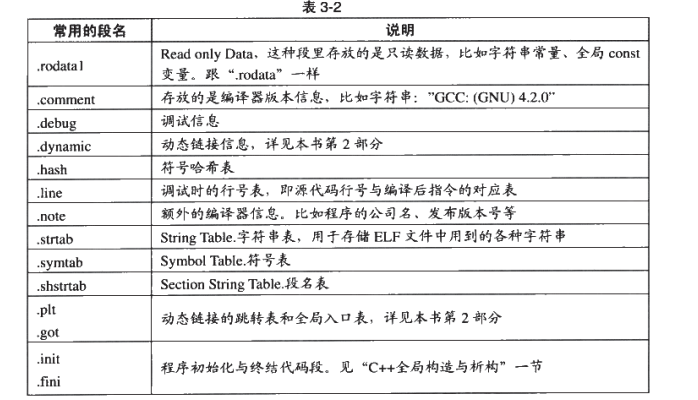 表 3-2
常用的段名 说明
.rodata1 Read only Data，这种段里存放的是只读数据，比如字符串常量、全局 const
变量。跟“.rodata”一样
.comment 存放的是编译器版本信息，比如字符串：”GCC: (GNU) 4.2.0“
.debug 调试信息
.dynamic 动态链接信息，详见本书第 2 部分
.hash 符号哈希表
.line 调试时的行号表，即源代码行号与编译后指令的对应表
.note 额外的编译器信息。比如程序的公司名、发布版本号等
.strtab String Table.字符串表，用于存储 ELF 文件中用到的各种字符串
.symtab Symbol Table.符号表
.shstrtab Section String Table.段名表
.plt
.got
动态链接的跳转表和全局入口表，详见本书第 2 部分
.init
.fini
程序初始化与终结代码段。见“C++全局构造与析构”一节